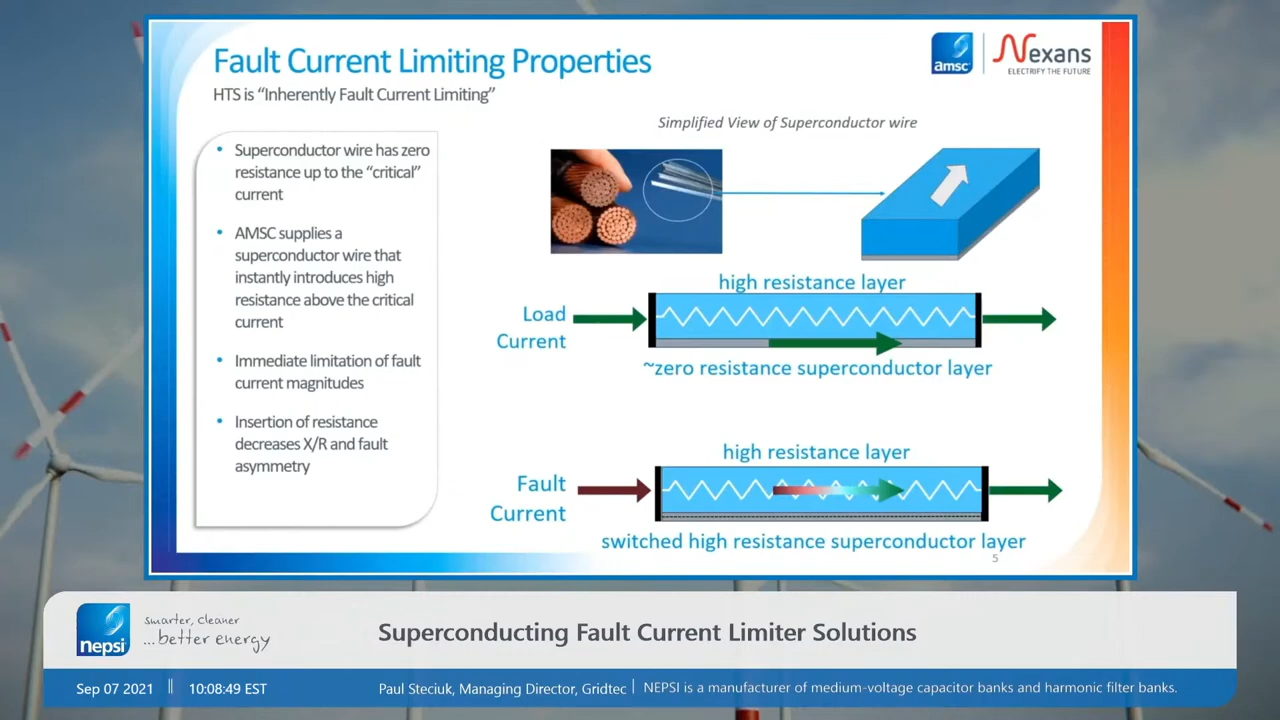 Fault Current Limiting Properties
HTS is “Inherently Fault Current Limiting”
amsc
Nexans
ELECTRIFY THE FUTURE
• Superconductor wire has zero
resistance up to the “critical”
current
• AMSC supplies a
superconductor wire that
instantly introduces high
resistance above the critical
current
• Immediate limitation of fault
current magnitudes
• Insertion of resistance
decreases X/R and fault
asymmetry
Simplified View of Superconductor wire
high resistance layer
Load
Current
~zero resistance superconductor layer
high resistance layer
Fault
Current
switched high resistance superconductor layer
5
nepsi
smarter, cleaner
...better energy
Superconducting Fault Current Limiter Solutions
Sep 07 2021 || 10:08:49 EST
Paul Steciuk, Managing Director, Gridtec | NEPSI is a manufacturer of medium-voltage capacitor banks and harmonic filter banks.